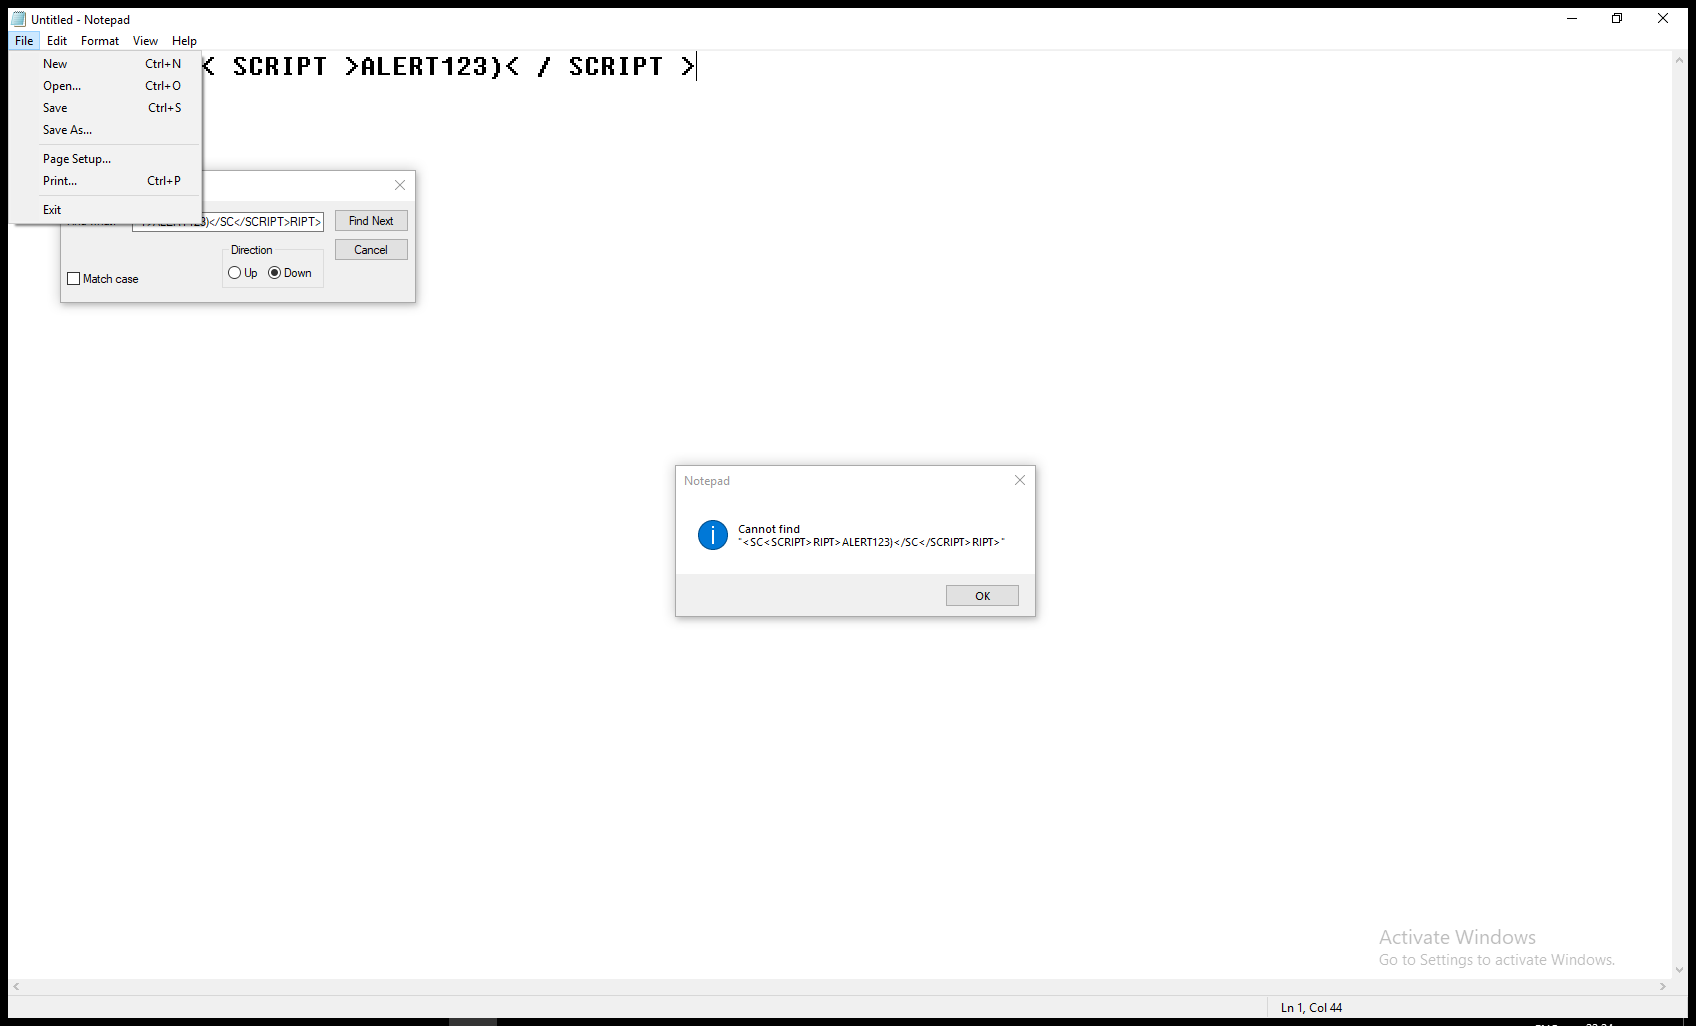 Untitled - Notepad
File Edit Format View Help
< SCRIPT >ALERT123)< / SCRIPT >
New Ctrl+N
Open... Ctrl+O
Save Ctrl+S
Save As...
Page Setup...
Print... Ctrl+P
Exit
)</SC</SCRIPT>RIPT>
Find Next
Direction
Cancel
Up Down
Match case
Notepad
Cannot find
"<SC<SCRIPT>RIPT>ALERT123)</SC</SCRIPT>RIPT>"
OK
Activate Windows
Go to Settings to activate Windows.
Ln 1, Col 44